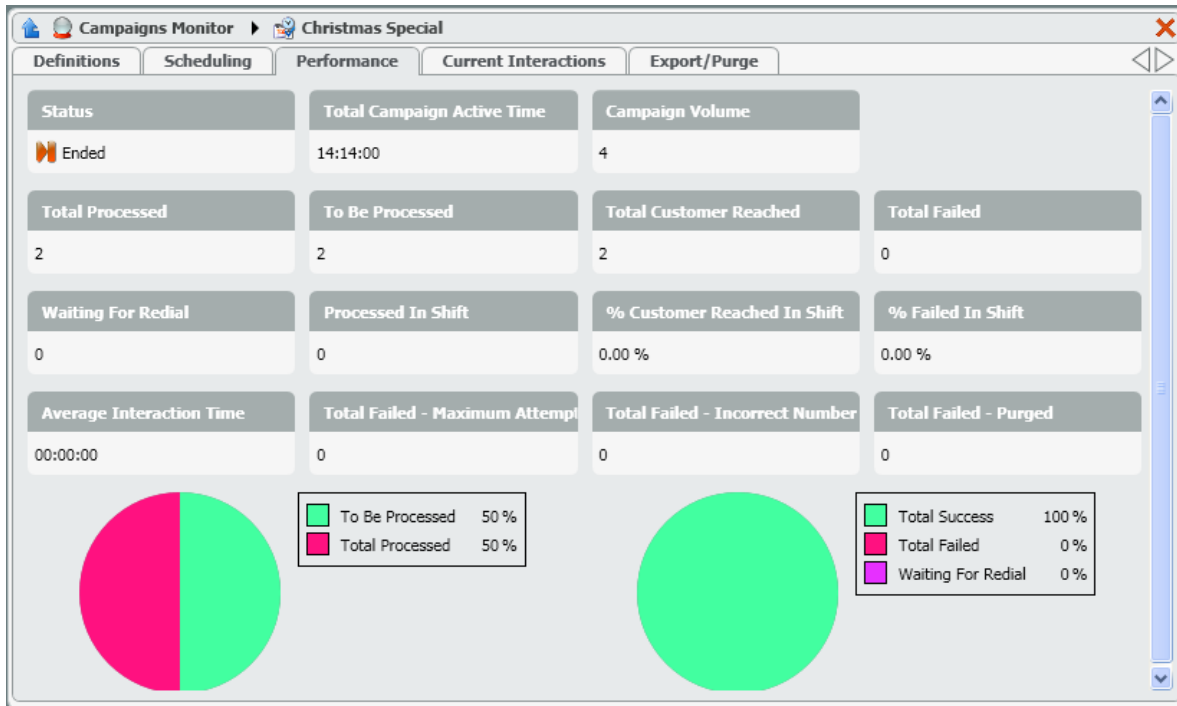 Campaigns Monitor Christmas Special
Definitions Scheduling Performance Current Interactions Export/Purge
Status Total Campaign Active Time Campaign Volume
Ended 14:14:00 4
Total Processed To Be Processed Total Customer Reached Total Failed
2 2 2 0
Waiting For Redial Processed In Shift % Customer Reached In Shift % Failed In Shift
0 0 0.00 % 0.00 %
Average Interaction Time Total Failed - Maximum Attempt Total Failed - Incorrect Number Total Failed - Purged
00:00:00 0 0 0
To Be Processed 50 %
Total Processed 50 %
Total Success 100 %
Total Failed 0 %
Waiting For Redial 0 %